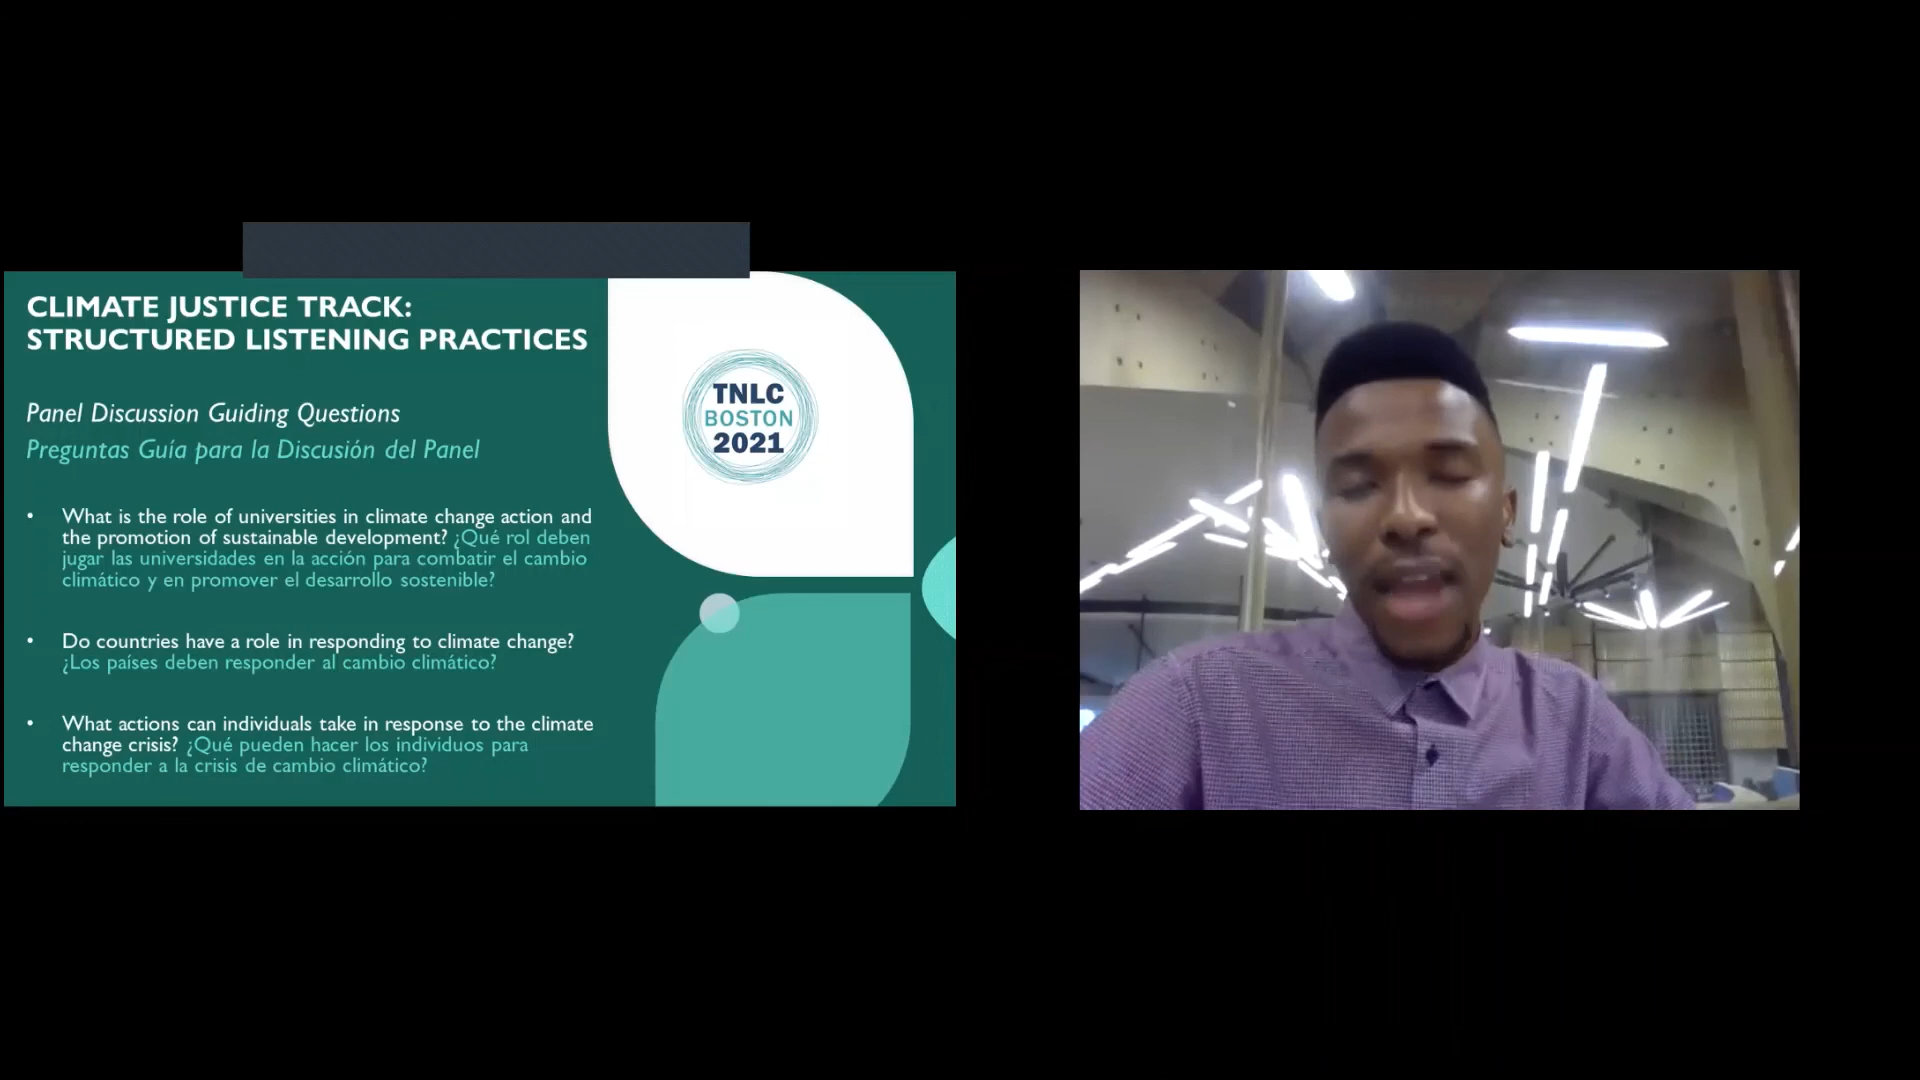 CLIMATE JUSTICE TRACK:
STRUCTURED LISTENING PRACTICES
Panel Discussion Guiding Questions
Preguntas Guía para la Discusión del Panel
• What is the role of universities in climate change action and
the promotion of sustainable development? ¿Qué rol deben
jugar las universidades en la acción para combatir el cambio
climático y en promover el desarrollo sostenible?
• Do countries have a role in responding to climate change?
¿Los países deben responder al cambio climático?
• What actions can individuals take in response to the climate
change crisis? ¿Qué pueden hacer los individuos para
responder a la crisis de cambio climático?
TNLC
BOSTON
2021